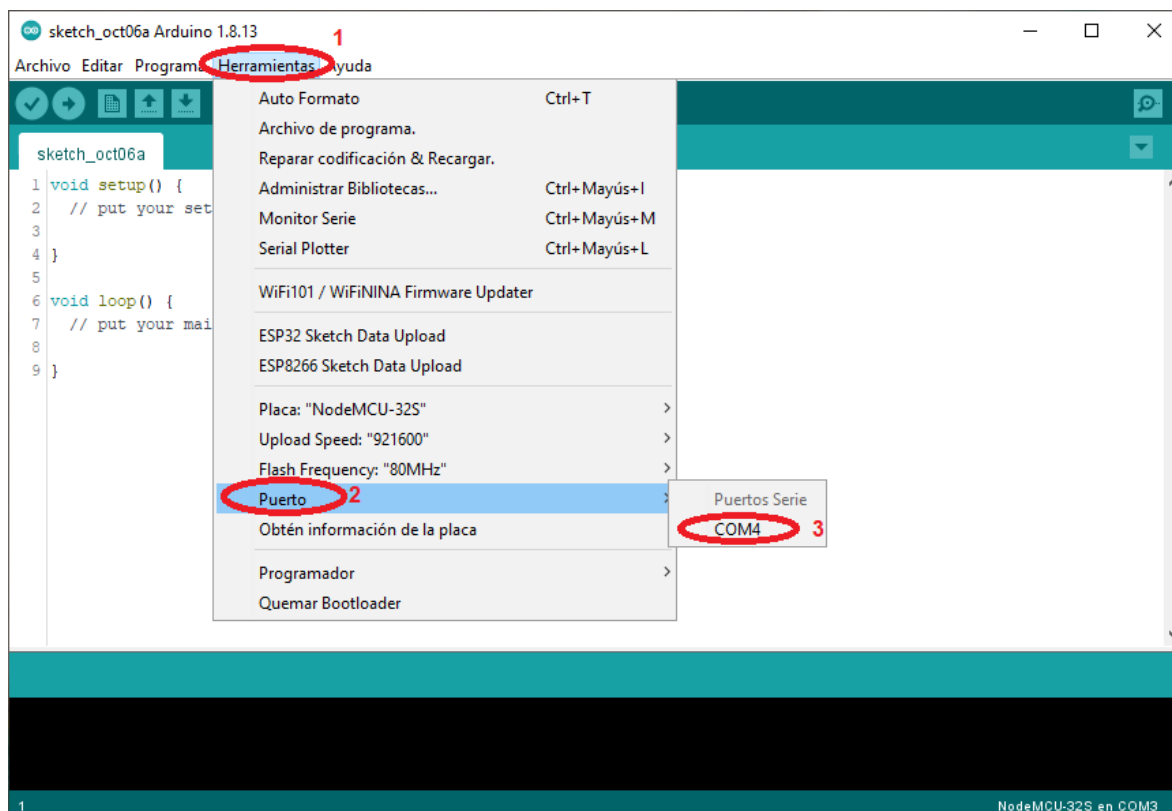 sketch_oct06a Arduino 1.8.13
1
Archivo Editar Programa Herramientas Ayuda
sketch_oct06a
1 void setup() {
2 // put your set
3
4 }
5
6 void loop() {
7 // put your mai
8
9 }
Auto Formato Ctrl+T
Archivo de programa.
Reparar codificación & Recargar.
Administrar Bibliotecas... Ctrl+Mayús+I
Monitor Serie Ctrl+Mayús+M
Serial Plotter Ctrl+Mayús+L
WiFi101 / WiFiNINA Firmware Updater
ESP32 Sketch Data Upload
ESP8266 Sketch Data Upload
Placa: "NodeMCU-32S"
Upload Speed: "921600"
Flash Frequency: "80MHz"
Puerto 2
Obtén información de la placa
Programador
Quemar Bootloader
Puertos Serie
COM4 3
1 NodeMCU-32S en COM3